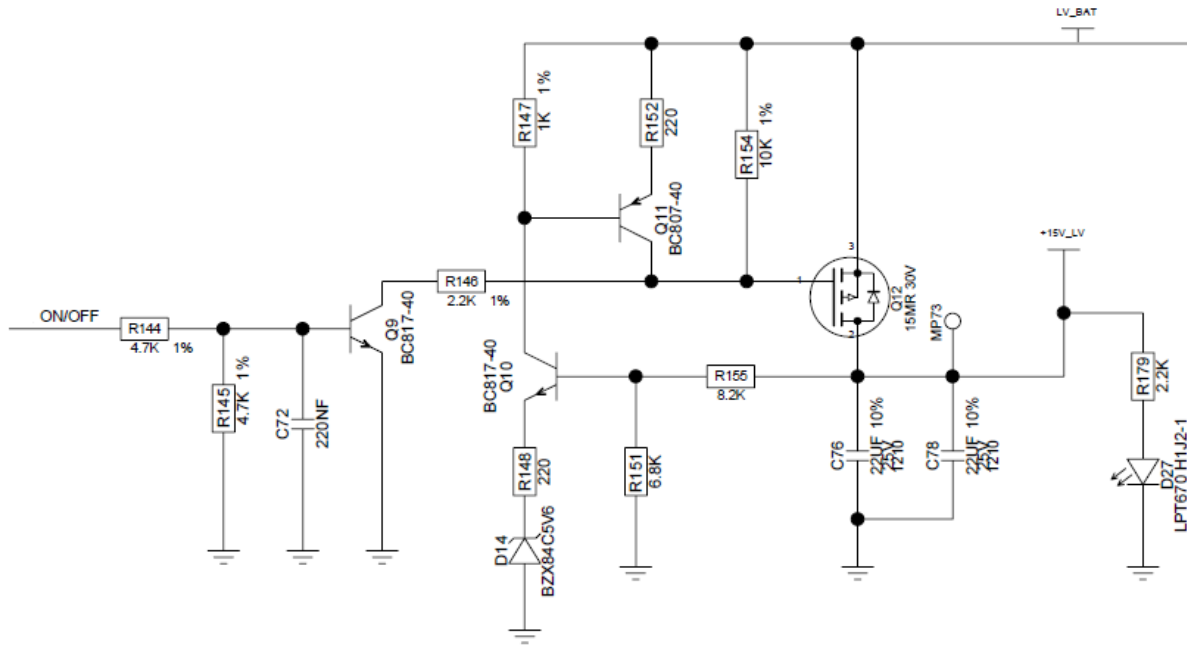 LV_BAT
R147
1K 1%
R152
220
R154
10K 1%
Q11
BC807-40
+15V_LV
3
1
2
Q12
15MR 30V
MP73
R146
2.2K 1%
ON/OFF
R144
4.7K 1%
Q9
BC817-40
BC817-40
Q10
R155
8.2K
R179
2.2K
R145
4.7K 1%
C72
220NF
R148
220
R151
6.8K
C76
22UF 10%
25V
1210
C78
22UF 10%
25V
1210
D27
LPT670 H1J2-1
D14
BZX84C5V6